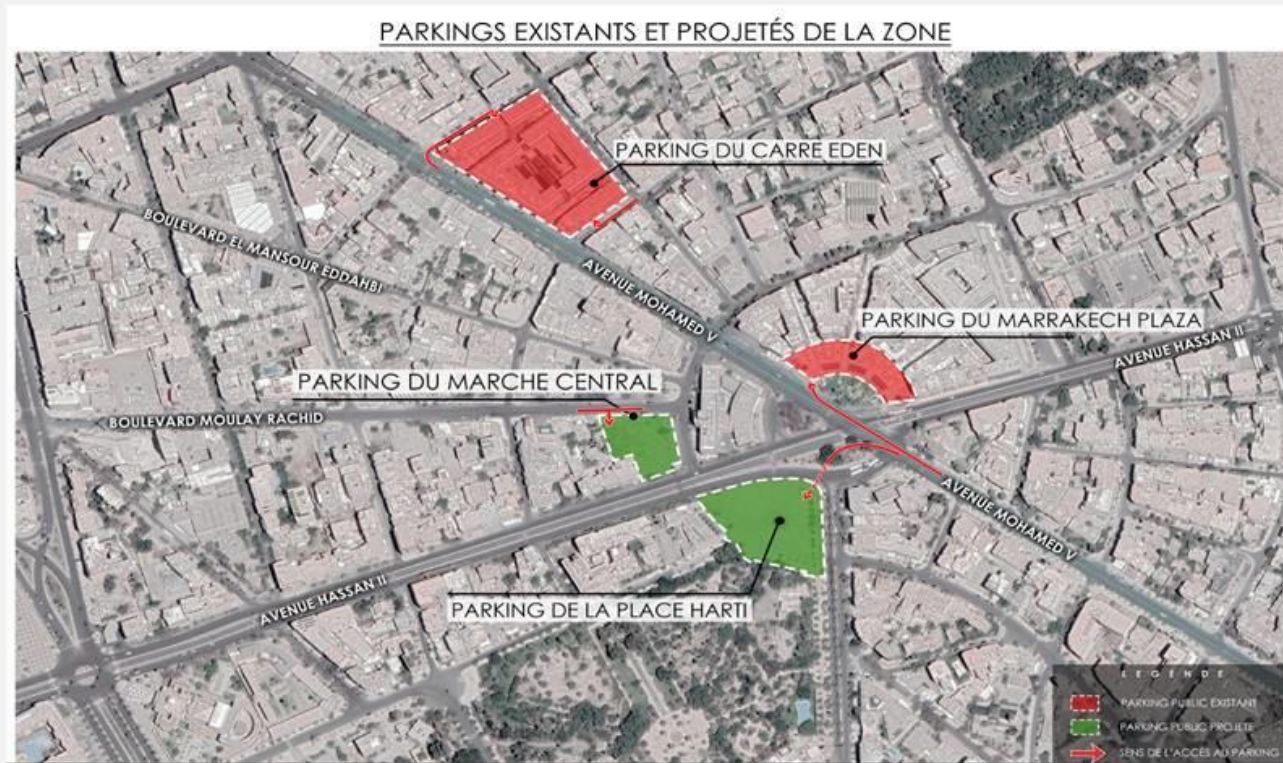 PARKINGS EXISTANTS ET PROJETÉS DE LA ZONE
PARKING DU CARRE EDEN
BOULEVARD EL MANSOUR EDDAHBI
AVENUE MOHAMED V
PARKING DU MARRAKECH PLAZA
AVENUE HASSAN II
PARKING DU MARCHE CENTRAL
BOULEVARD MOULAY RACHID
AVENUE MOHAMED V
AVENUE HASSAN II
PARKING DE LA PLACE HARTI
LEGENDE
PARKING PUBLIC EXISTANT
PARKING PUBLIC PROJETE
SENS DE L'ACCÈS AU PARKING